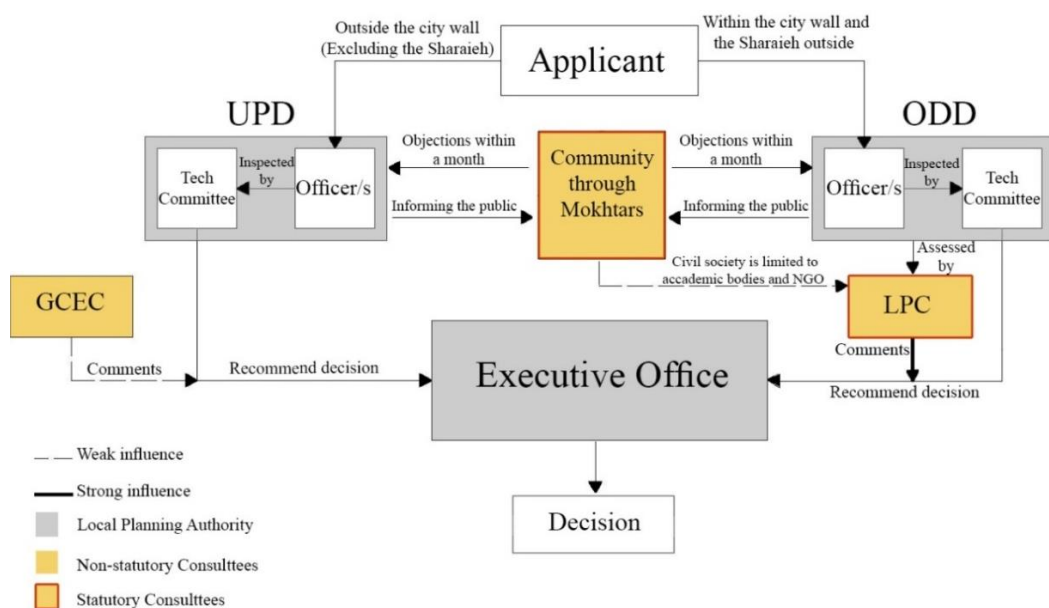 Outside the city wall
(Excluding the Sharaieh)
Applicant
Within the city wall and
the Sharaieh outside
UPD
ODD
Tech
Committee
Inspected
by
Officer/s
Objections within
a month
Informing the public
Community
through
Mokhtars
Objections within
a month
Informing the public
Officer/s
Inspected
by
Tech
Committee
Civil society is limited to
accademic bodies and NGO
Assessed
by
GCEC
LPC
Comments
Comments
Recommend decision
Executive Office
Recommend decision
Decision
Weak influence
Strong influence
Local Planning Authority
Non-statutory Consulttees
Statutory Consulttees